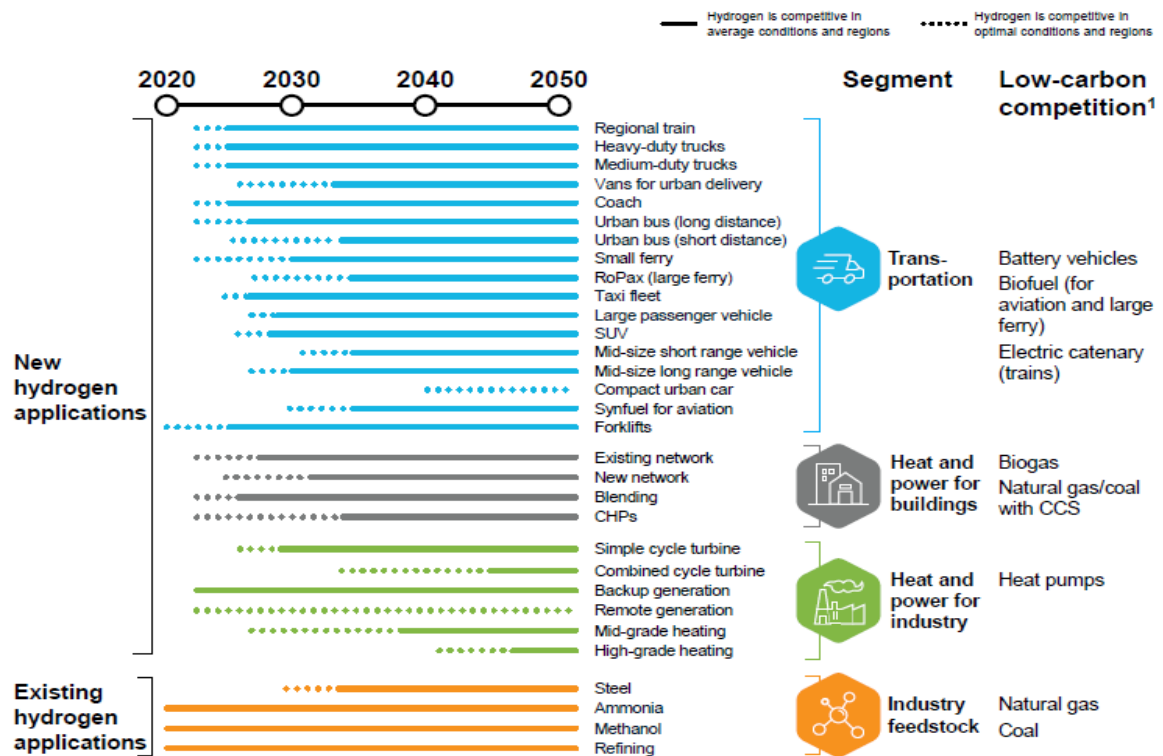 Hydrogen is competitive in
average conditions and regions
Hydrogen is competitive in
optimal conditions and regions
2020 2030 2040 2050
Segment
Low-carbon
competition¹
New
hydrogen
applications
Regional train
Heavy-duty trucks
Medium-duty trucks
Vans for urban delivery
Coach
Urban bus (long distance)
Urban bus (short distance)
Small ferry
RoPax (large ferry)
Taxi fleet
Large passenger vehicle
SUV
Mid-size short range vehicle
Mid-size long range vehicle
Compact urban car
Synfuel for aviation
Forklifts
Trans-
portation
Battery vehicles
Biofuel (for
aviation and large
ferry)
Electric catenary
(trains)
Existing network
New network
Blending
CHPs
Heat and
power for
buildings
Biogas
Natural gas/coal
with CCS
Simple cycle turbine
Combined cycle turbine
Backup generation
Remote generation
Mid-grade heating
High-grade heating
Heat and
power for
industry
Heat pumps
Existing
hydrogen
applications
Steel
Ammonia
Methanol
Refining
Industry
feedstock
Natural gas
Coal